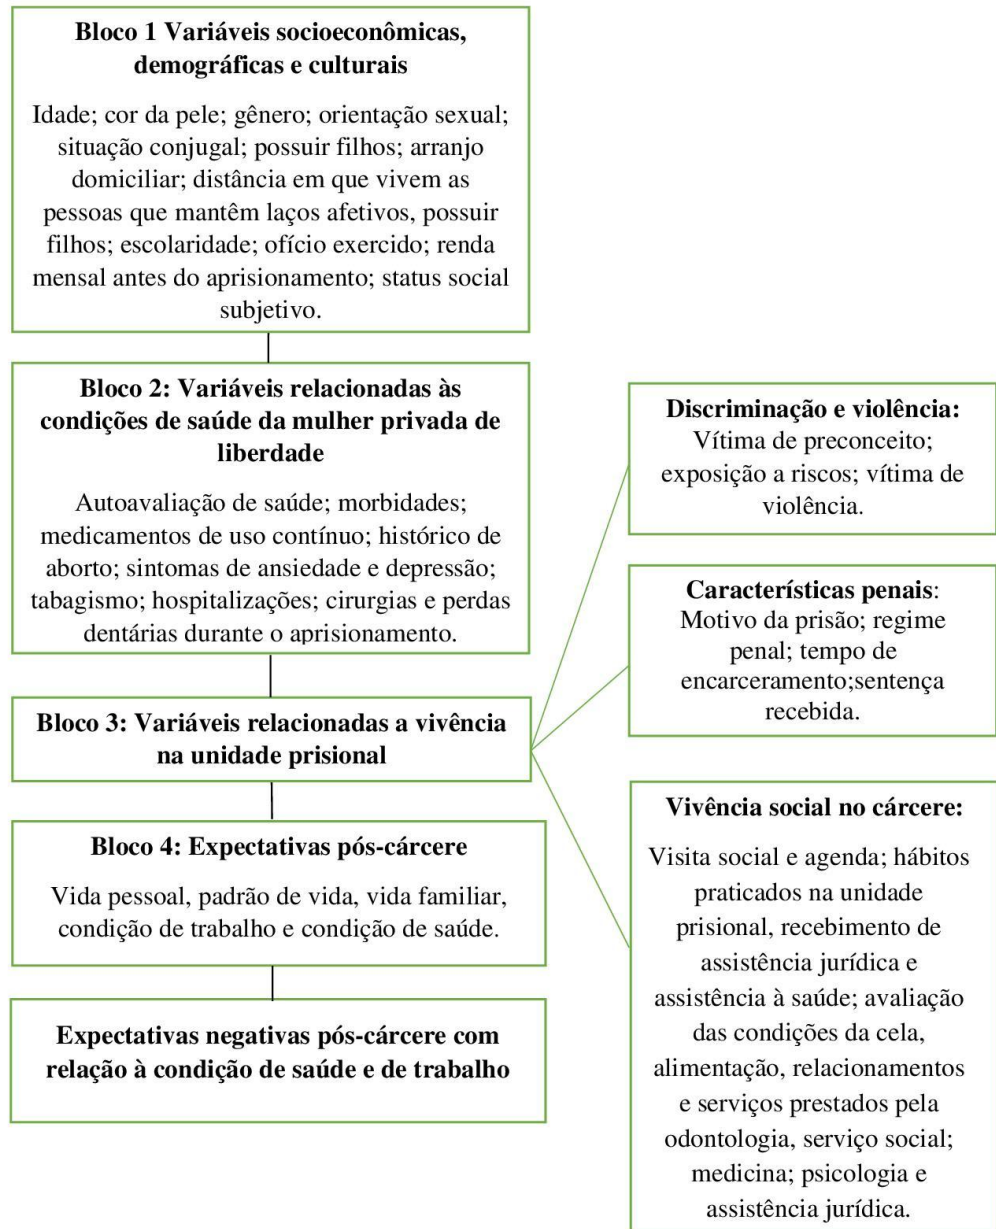 Bloco 1 Variáveis socioeconômicas,
demográficas e culturais
Idade; cor da pele; gênero; orientação sexual;
situação conjugal; possuir filhos; arranjo
domiciliar; distância em que vivem as
pessoas que mantêm laços afetivos, possuir
filhos; escolaridade; ofício exercido; renda
mensal antes do aprisionamento; status social
subjetivo.
Bloco 2: Variáveis relacionadas às
condições de saúde da mulher privada de
liberdade
Autoavaliação de saúde; morbidades;
medicamentos de uso contínuo; histórico de
aborto; sintomas de ansiedade e depressão;
tabagismo; hospitalizações; cirurgias e perdas
dentárias durante o aprisionamento.
Bloco 3: Variáveis relacionadas a vivência
na unidade prisional
Bloco 4: Expectativas pós-cárcere
Vida pessoal, padrão de vida, vida familiar,
condição de trabalho e condição de saúde.
Expectativas negativas pós-cárcere com
relação à condição de saúde e de trabalho
Discriminação e violência:
Vítima de preconceito;
exposição a riscos; vítima de
violência.
Características penais:
Motivo da prisão; regime
penal; tempo de
encarceramento;sentença
recebida.
Vivência social no cárcere:
Visita social e agenda; hábitos
praticados na unidade
prisional, recebimento de
assistência jurídica e
assistência à saúde; avaliação
das condições da cela,
alimentação, relacionamentos
e serviços prestados pela
odontologia, serviço social;
medicina; psicologia e
assistência jurídica.